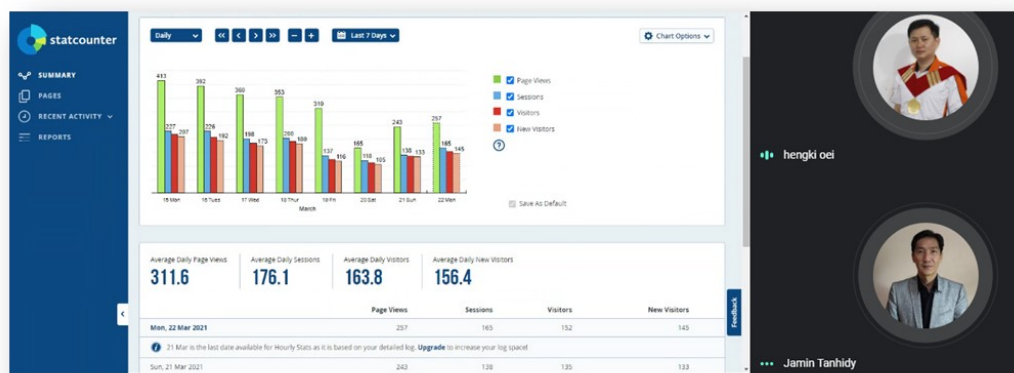 statcounter
SUMMARY
PAGES
RECENT ACTIVITY
REPORTS
Daily
Last 7 Days
Chart Options
413 227 207
392 226 192
360 198 173
353 200 180
319 137 116
165 110 105
243 138 133
257 165 145
15 Mon 16 Tues 17 Wed 18 Thur 19 Fri 20 Sat 21 Sun 22 Mon
March
Page Views
Sessions
Visitors
New Visitors
?
Save As Default
Average Daily Page Views Average Daily Sessions Average Daily Visitors Average Daily New Visitors
311.6 176.1 163.8 156.4
Page Views Sessions Visitors New Visitors
Mon, 22 Mar 2021 257 165 152 145
21 Mar is the last date available for Hourly Stats as it is based on your detailed log. Upgrade to increase your log space!
Sun, 21 Mar 2021 243 138 135 133
Feedback
hengki oei
Jamin Tanhidy